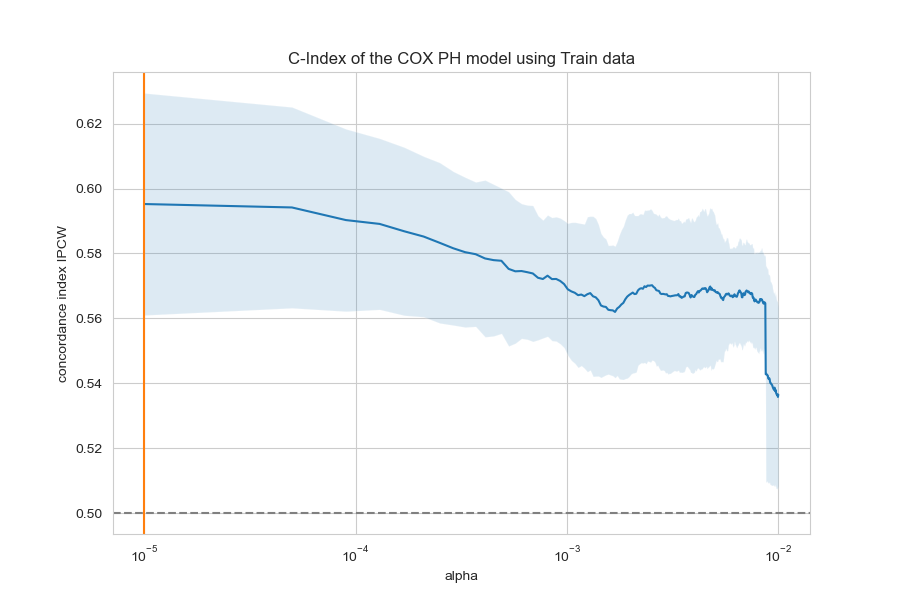 C-Index of the COX PH model using Train data
concordance index IPCW
0.62
0.60
0.58
0.56
0.54
0.52
0.50
10⁻⁵ 10⁻⁴ 10⁻³ 10⁻²
alpha